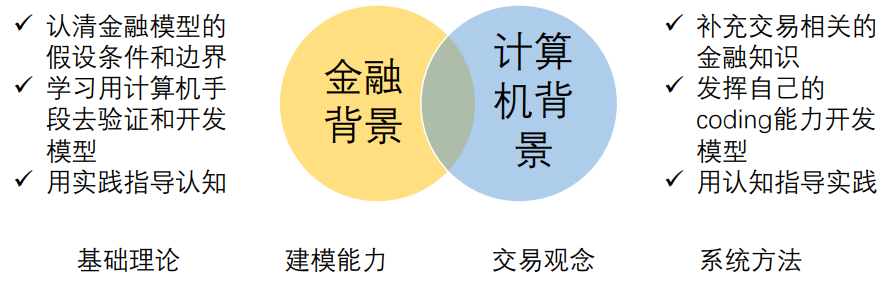 ✓ 认清金融模型的
假设条件和边界
✓ 学习用计算机手
段去验证和开发
模型
✓ 用实践指导认知
金融
背景
计算
机背
景
✓ 补充交易相关的
金融知识
✓ 发挥自己的
coding能力开发
模型
✓ 用认知指导实践
基础理论
建模能力
交易观念
系统方法